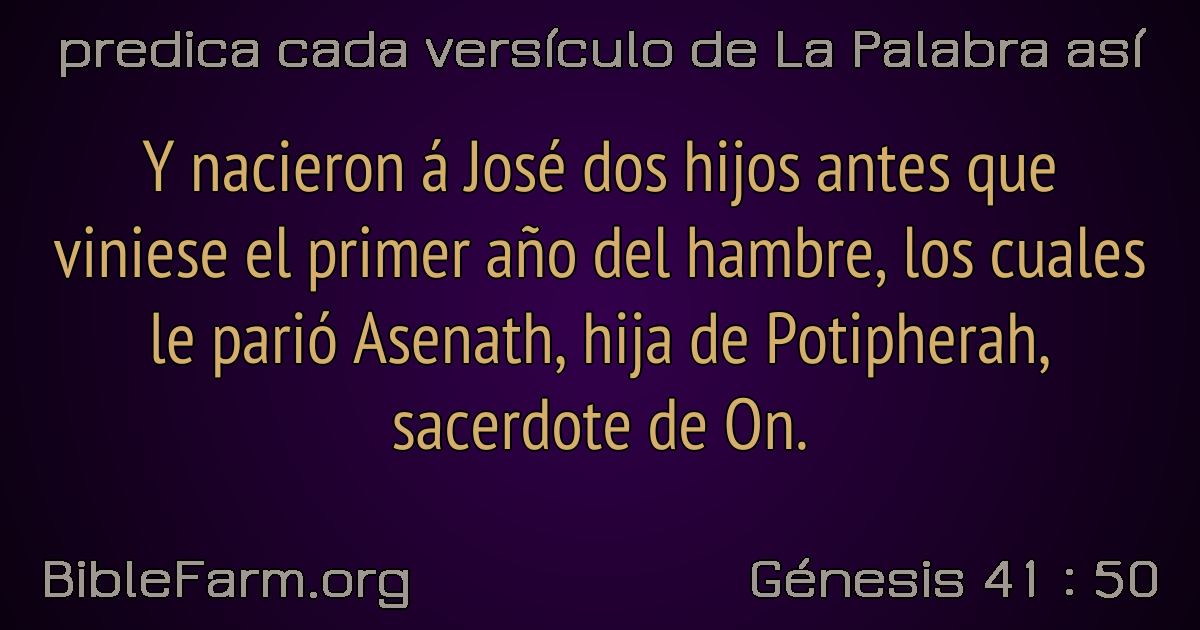 predica cada versículo de La Palabra así
Y nacieron á José dos hijos antes que
viniese el primer año del hambre, los cuales
le parió Asenath, hija de Potipherah,
sacerdote de On.
BibleFarm.org
Génesis 41 : 50